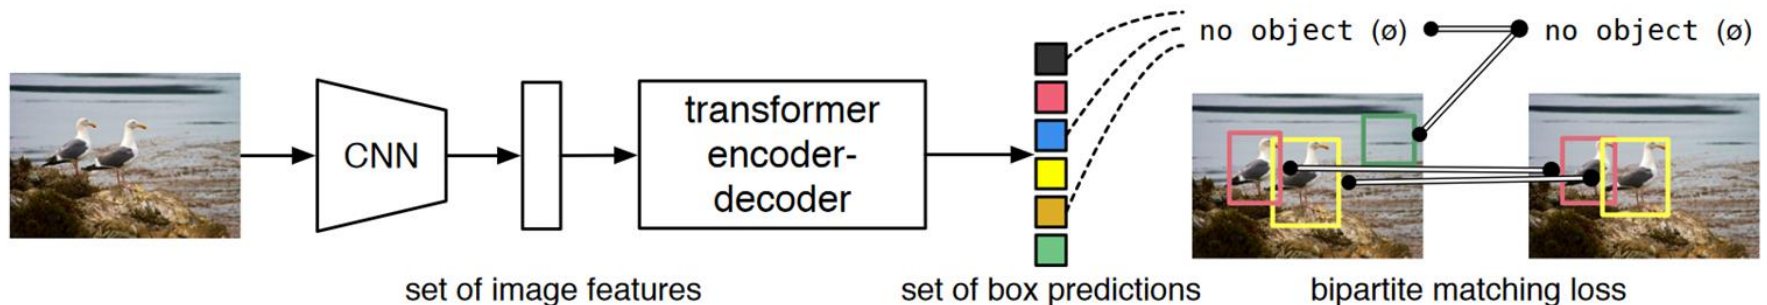 no object (ø)
no object (ø)
CNN
transformer
encoder-
decoder
set of image features
set of box predictions
bipartite matching loss